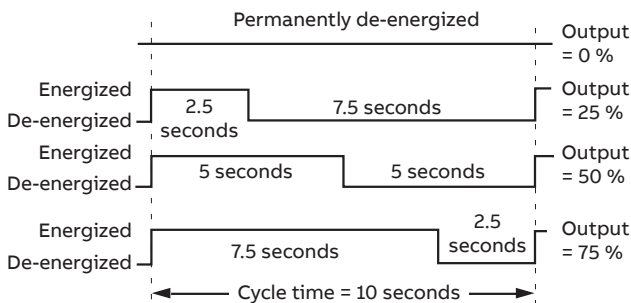 Permanently de-energized
Output
= 0 %
Energized
De-energized
2.5
seconds
7.5 seconds
Output
= 25 %
Energized
De-energized
5 seconds
5 seconds
Output
= 50 %
Energized
De-energized
7.5 seconds
2.5
seconds
Output
= 75 %
Cycle time = 10 seconds